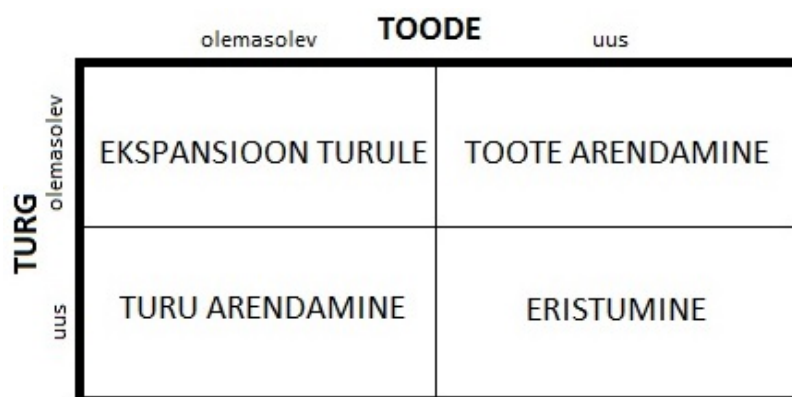 TOODE
olemasolev uus
TURG
olemasolev
EKSPANSIOON TURULE TOOTE ARENDAMINE
uus
TURU ARENDAMINE ERISTUMINE